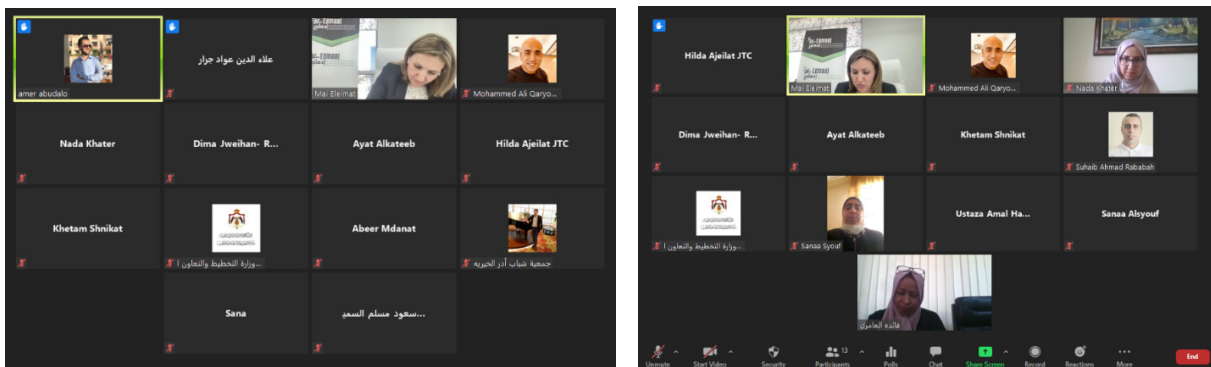 amer abudalo
علاء الدين عواد جرار
Mai Eleimat
Mohammed Ali Qaryo...
Nada Khater
Dima Jweihan- R...
Ayat Alkateeb
Hilda Ajeilat JTC
Khetam Shnikat
وزارة التخطيط والتعاون ا...
Abeer Mdanat
جمعية شباب أدر الخيريه
Sana
سعود مسلم السميـ...
Hilda Ajeilat JTC
Mai Eleimat
Mohammed Ali Qaryo...
Nada Khater
Dima Jweihan- R...
Ayat Alkateeb
Khetam Shnikat
Suhaib Ahmad Rababah
وزارة التخطيط والتعاون ا...
Sanaa Syouf
Ustaza Amal Ha...
Sanaa Alsyouf
فائده العامري
Unmute
Start Video
Security
13
Participants
Polls
Chat
Share Screen
Record
Reactions
More
End